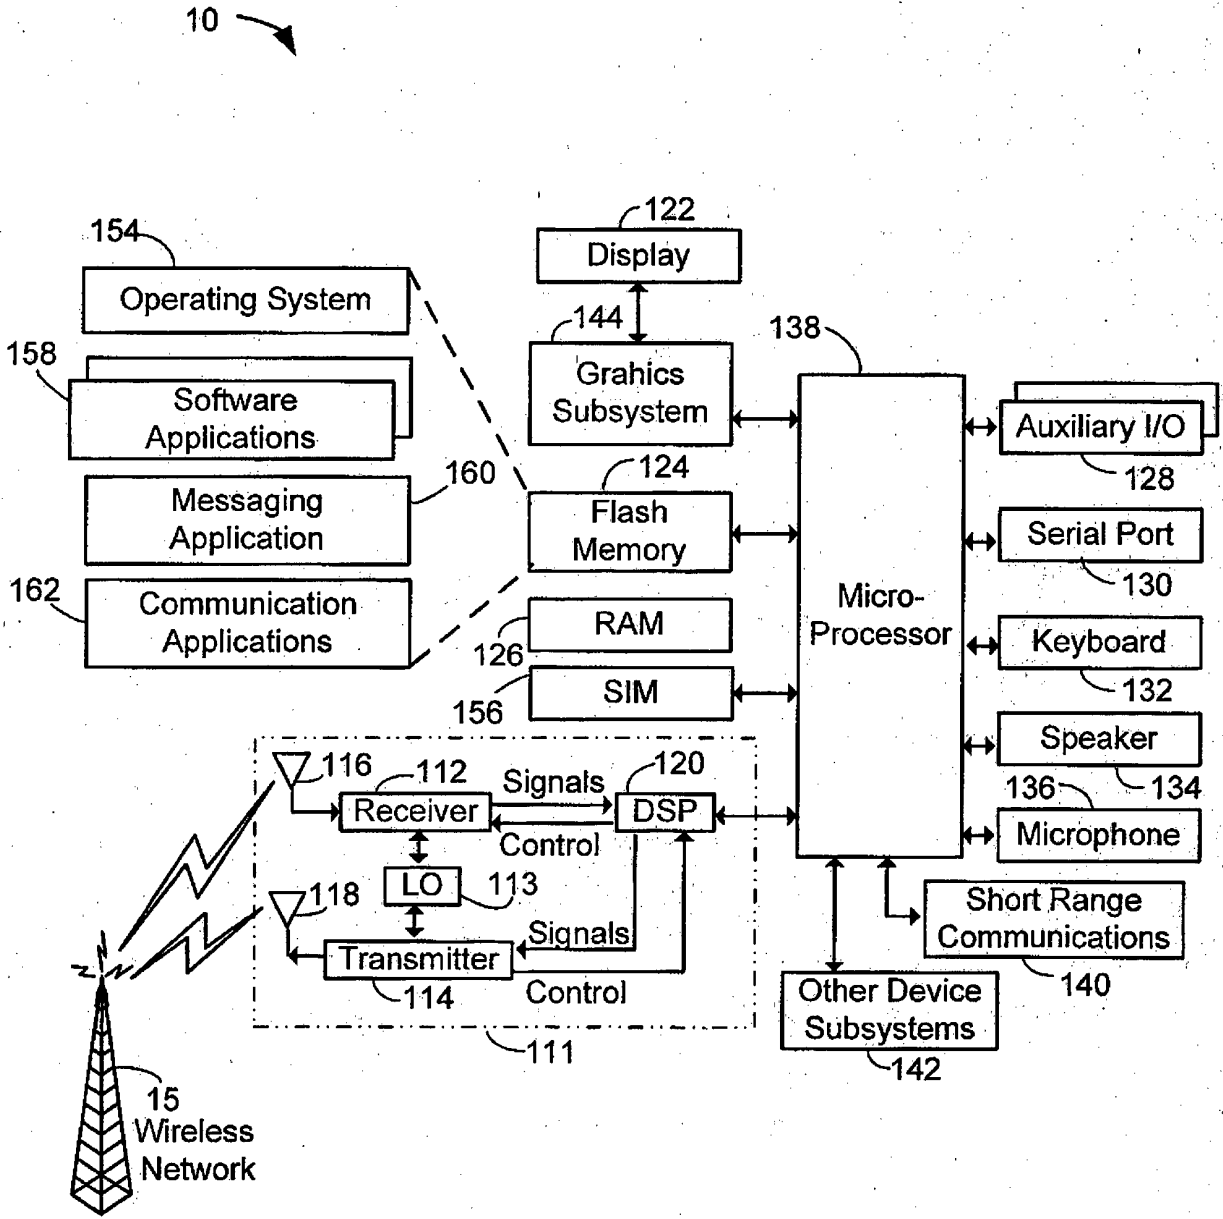 10
122
Display
154
Operating System
144
Grahics
Subsystem
138
158
Software
Applications
Auxiliary I/O
128
160
Messaging
Application
124
Flash
Memory
Serial Port
130
162
Communication
Applications
RAM
126
Micro-
Processor
Keyboard
132
SIM
156
Speaker
134
116
112
Receiver
Signals
Control
120
DSP
136
Microphone
LO
113
118
Signals
Transmitter
114
Control
111
Short Range
Communications
140
Other Device
Subsystems
142
15
Wireless
Network